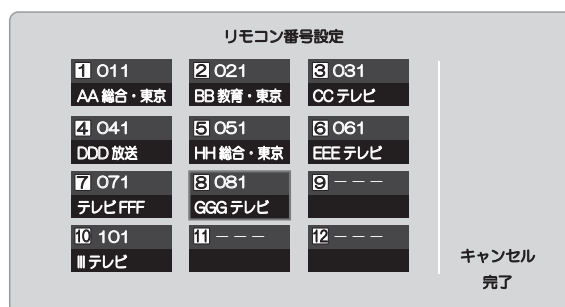 リモコン番号設定
1 011
AA 総合・東京
2 021
BB 教育・東京
3 031
CC テレビ
4 041
DDD 放送
5 051
HH 総合・東京
6 061
EEE テレビ
7 071
テレビ FFF
8 081
GGG テレビ
9 ---
10 101
III テレビ
11 ---
12 ---
キャンセル
完了